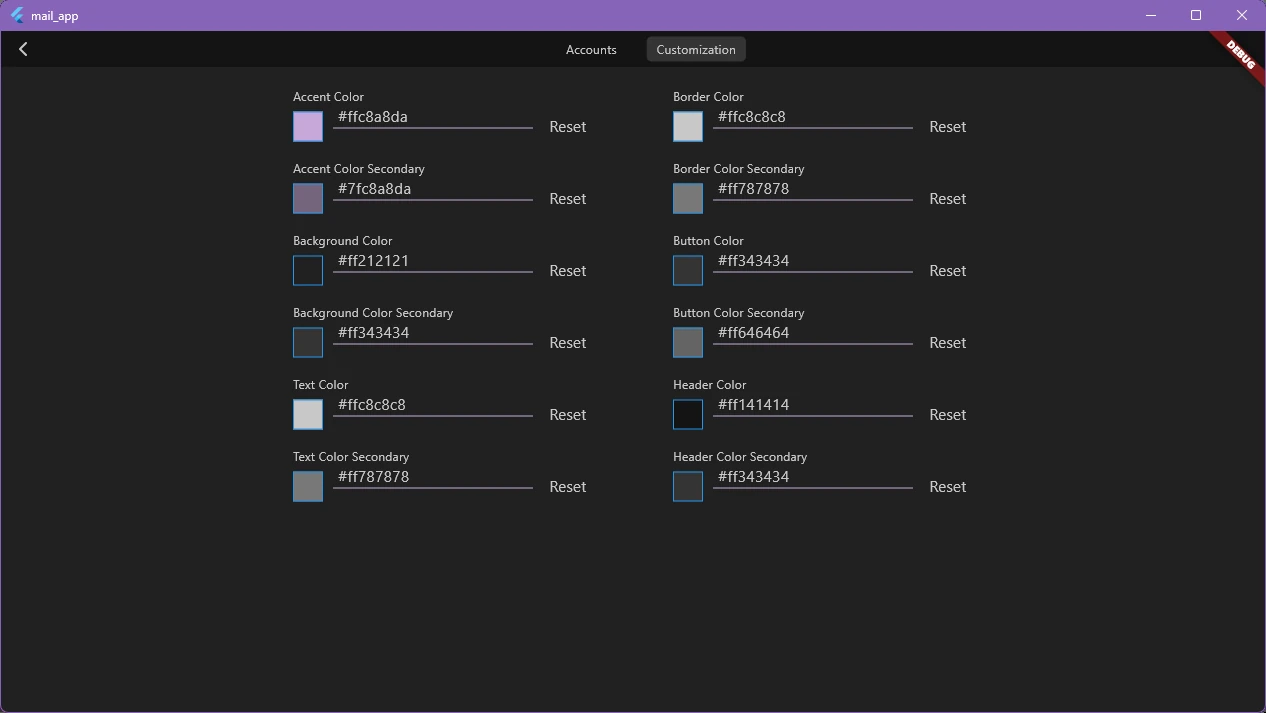 mail_app
Accounts
Customization
DEBUG
Accent Color
#ffc8a8da
Reset
Border Color
#ffc8c8c8
Reset
Accent Color Secondary
#7fc8a8da
Reset
Border Color Secondary
#ff787878
Reset
Background Color
#ff212121
Reset
Button Color
#ff343434
Reset
Background Color Secondary
#ff343434
Reset
Button Color Secondary
#ff646464
Reset
Text Color
#ffc8c8c8
Reset
Header Color
#ff141414
Reset
Text Color Secondary
#ff787878
Reset
Header Color Secondary
#ff343434
Reset